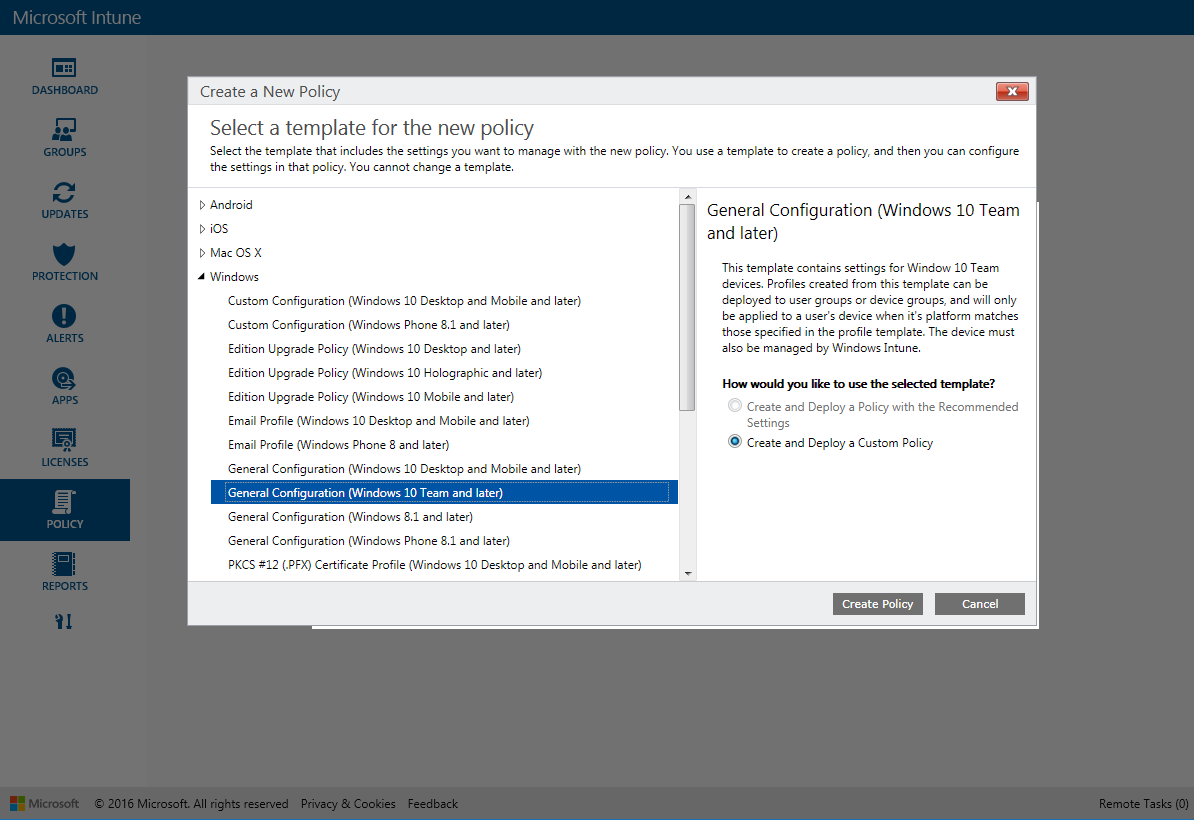 Microsoft Intune
DASHBOARD
GROUPS
UPDATES
PROTECTION
ALERTS
APPS
LICENSES
POLICY
REPORTS
Create a New Policy
Select a template for the new policy
Select the template that includes the settings you want to manage with the new policy. You use a template to create a policy, and then you can configure
the settings in that policy. You cannot change a template.
Android
iOS
Mac OS X
Windows
Custom Configuration (Windows 10 Desktop and Mobile and later)
Custom Configuration (Windows Phone 8.1 and later)
Edition Upgrade Policy (Windows 10 Desktop and later)
Edition Upgrade Policy (Windows 10 Holographic and later)
Edition Upgrade Policy (Windows 10 Mobile and later)
Email Profile (Windows 10 Desktop and Mobile and later)
Email Profile (Windows Phone 8 and later)
General Configuration (Windows 10 Desktop and Mobile and later)
General Configuration (Windows 10 Team and later)
General Configuration (Windows 8.1 and later)
General Configuration (Windows Phone 8.1 and later)
PKCS #12 (.PFX) Certificate Profile (Windows 10 Desktop and Mobile and later)
General Configuration (Windows 10 Team
and later)
This template contains settings for Window 10 Team
devices. Profiles created from this template can be
deployed to user groups or device groups, and will only
be applied to a user's device when it's platform matches
those specified in the profile template. The device must
also be managed by Windows Intune.
How would you like to use the selected template?
Create and Deploy a Policy with the Recommended
Settings
Create and Deploy a Custom Policy
Create Policy
Cancel
Microsoft
© 2016 Microsoft. All rights reserved
Privacy & Cookies
Feedback
Remote Tasks (0)